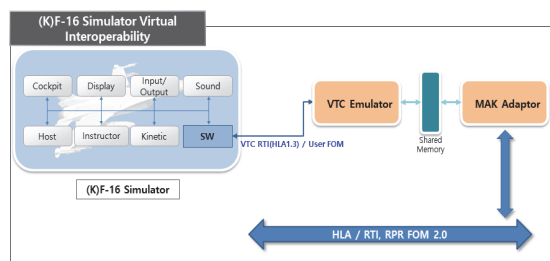 (K)F-16 Simulator Virtual
Interoperability
Cockpit
Display
Input/
Output
Sound
Host
Instructor
Kinetic
SW
(K)F-16 Simulator
VTC RTI(HLA1.3) / User FOM
VTC Emulator
Shared
Memory
MAK Adaptor
HLA / RTI, RPR FOM 2.0